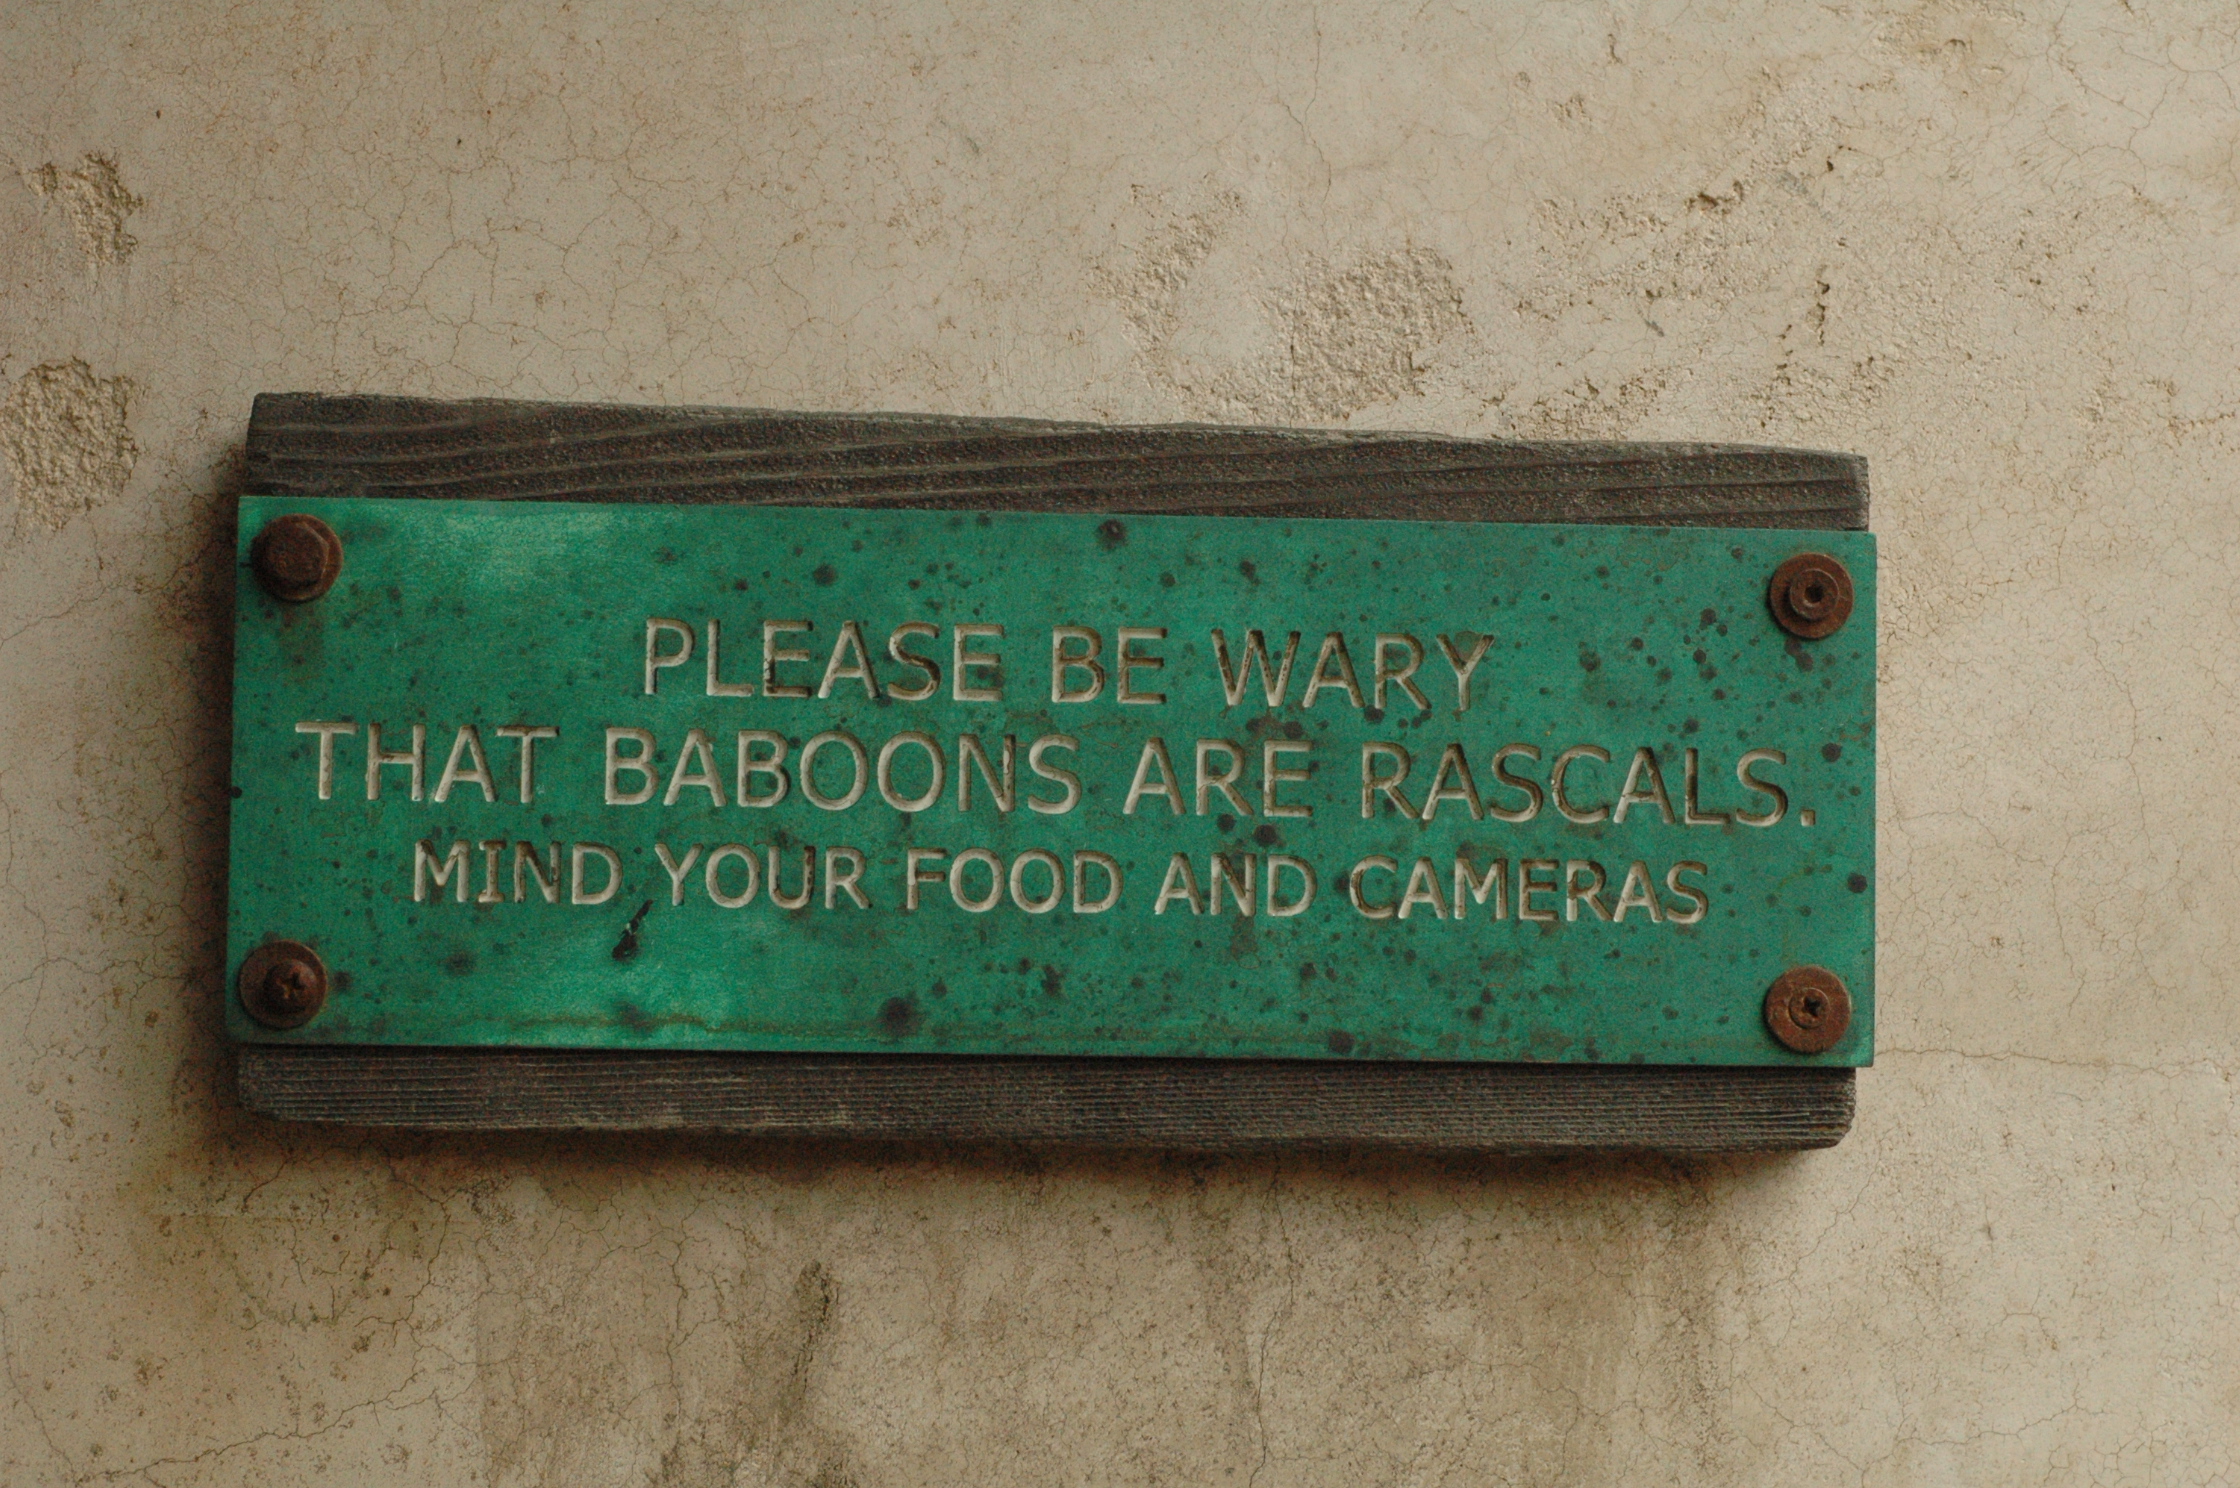 PLEASE BE WARY
THAT BABOONS ARE RASCALS.
MIND YOUR FOOD AND CAMERAS